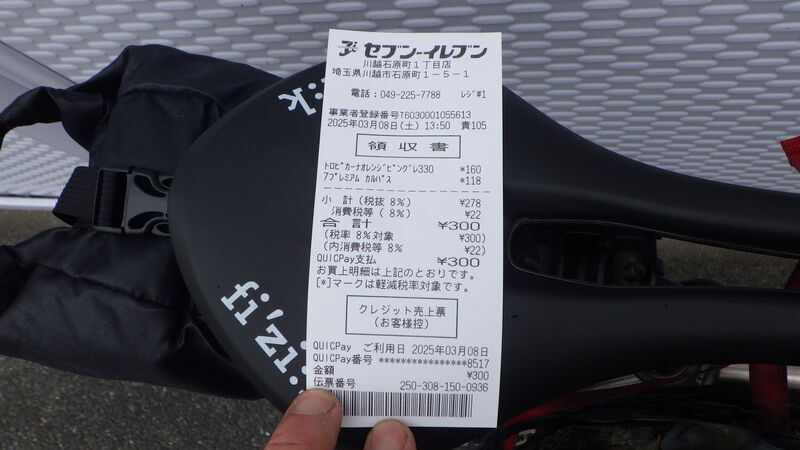 セブン-イレブン
川越石原町1丁目店
埼玉県川越市石原町1-5-1
電話:049-225-7788 レジ#1
事業者登録番号T6030001055613
2025年03月08日(土) 13:50 責105
領収書
トロピカーナオレンジピンググレ330 *160
7プレミアム カルパス *118
小計(税抜 8%) ¥278
消費税等( 8%) ¥22
合計 ¥300
(税率 8%対象 ¥300)
(内消費税等 8% ¥22)
QUICPay支払 ¥300
お買上明細は上記のとおりです。
[*]マークは軽減税率対象です。
クレジット売上票
(お客様控)
QUICPay ご利用日 2025年03月08日
QUICPay番号 ****************8517
金額 ¥300
伝票番号 250-308-150-0936
fi'zi:k